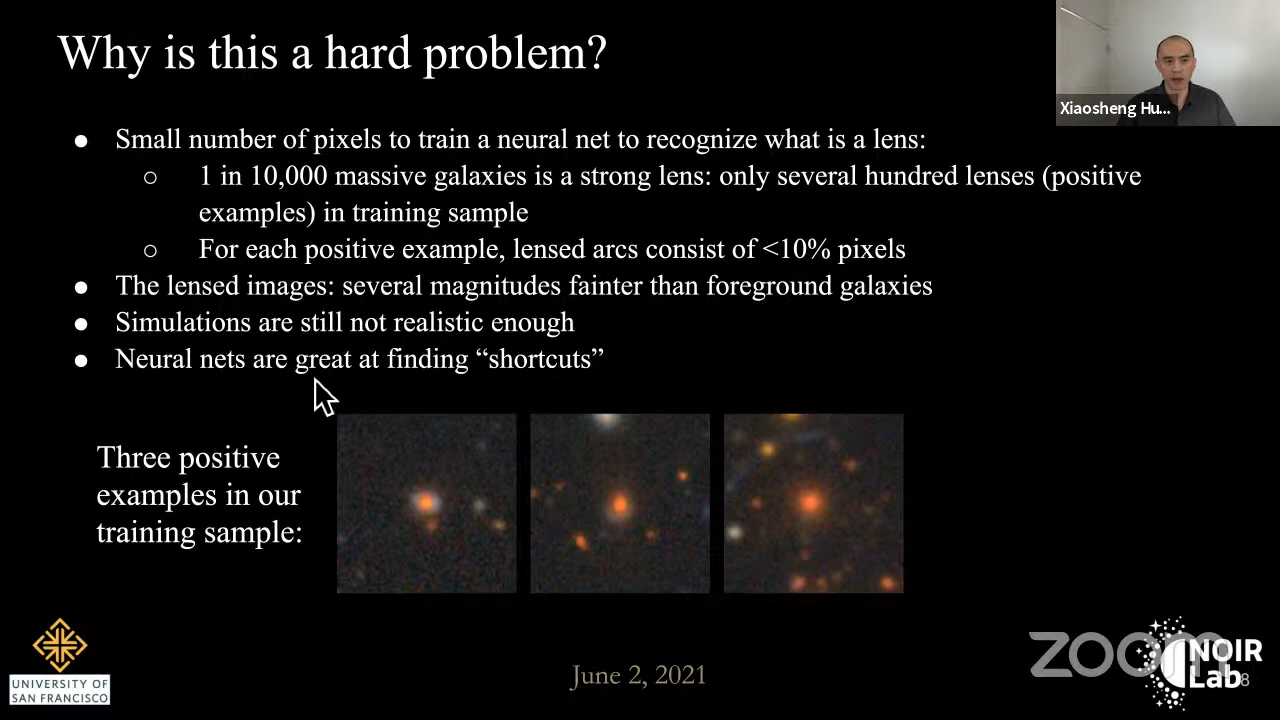 Why is this a hard problem?
Xiaosheng Hu...
● Small number of pixels to train a neural net to recognize what is a lens:
○ 1 in 10,000 massive galaxies is a strong lens: only several hundred lenses (positive
examples) in training sample
○ For each positive example, lensed arcs consist of <10% pixels
● The lensed images: several magnitudes fainter than foreground galaxies
● Simulations are still not realistic enough
● Neural nets are great at finding “shortcuts”
Three positive
examples in our
training sample:
UNIVERSITY OF
SAN FRANCISCO
June 2, 2021
zoom
NOIR
Lab
8